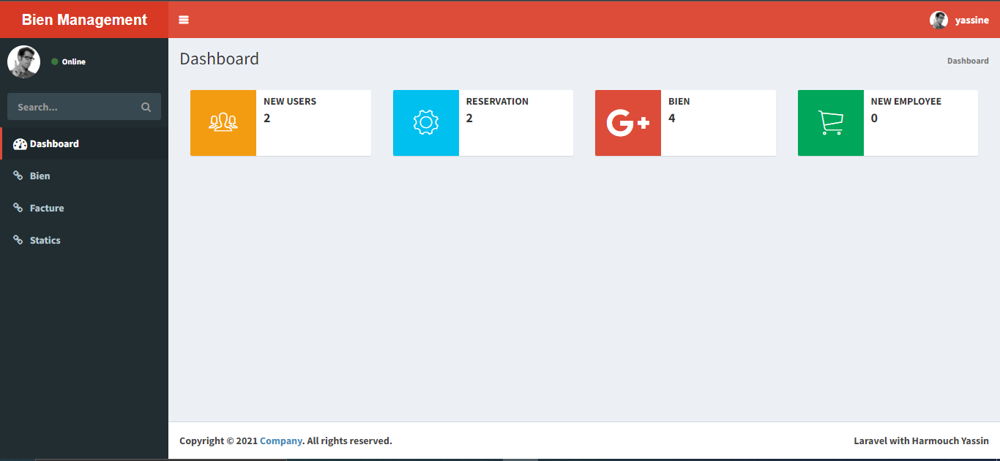 Bien Management
yassine
Online
Search...
Dashboard
Bien
Facture
Statics
Dashboard
Dashboard
NEW USERS
2
RESERVATION
2
G+
BIEN
4
NEW EMPLOYEE
0
Copyright © 2021 Company. All rights reserved.
Laravel with Harmouch Yassin